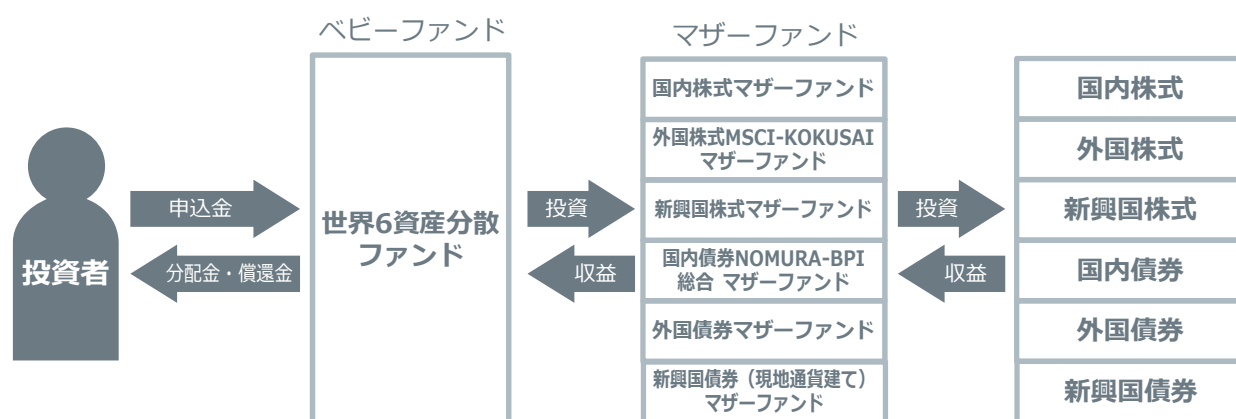 ベビーファンド
マザーファンド
投資者
申込金
分配金・償還金
世界6資産分散
ファンド
投資
収益
国内株式マザーファンド
外国株式MSCI-KOKUSAI
マザーファンド
新興国株式マザーファンド
国内債券NOMURA-BPI
総合 マザーファンド
外国債券マザーファンド
新興国債券（現地通貨建て）
マザーファンド
投資
収益
国内株式
外国株式
新興国株式
国内債券
外国債券
新興国債券